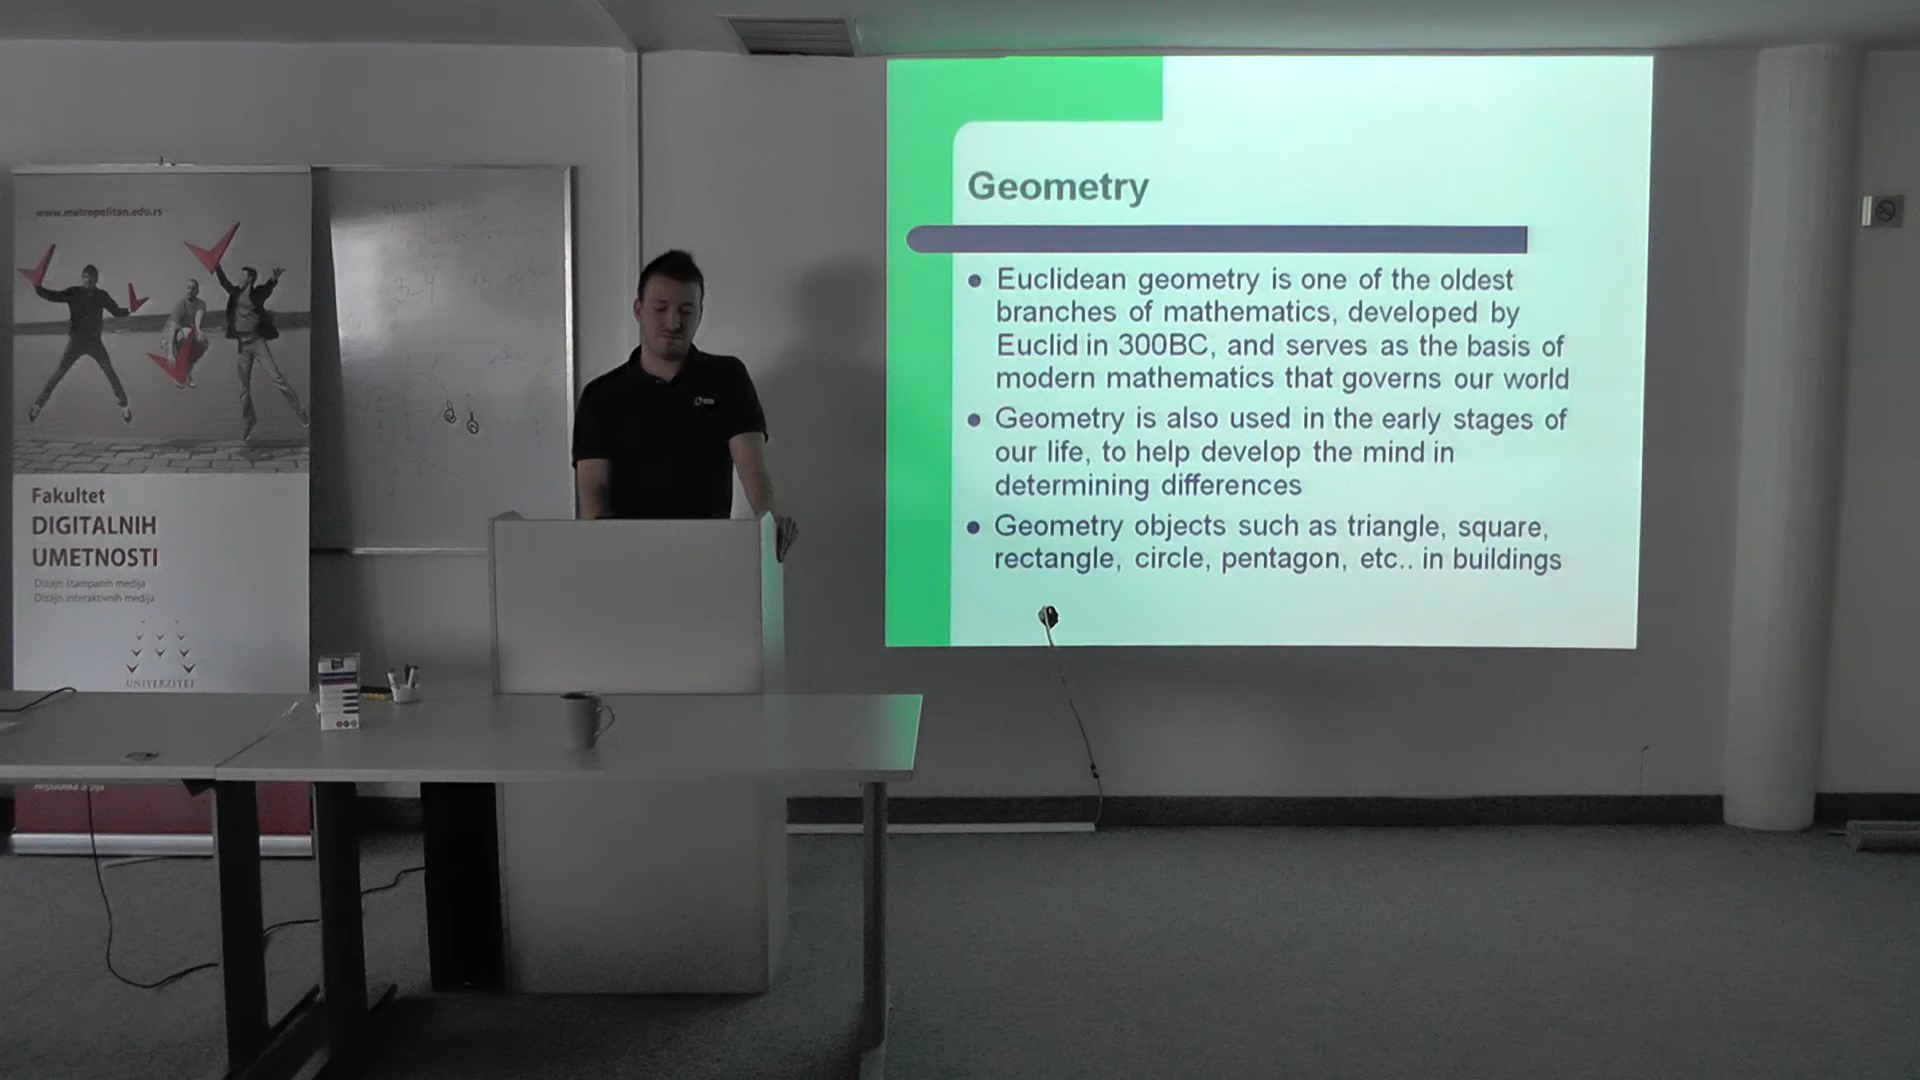 www.metropolitan.edu.rs
Fakultet
DIGITALNIH
UMETNOSTI
Dizajn štampanih medija
Dizajn interaktivnih medija
UNIVERZITET
Geometry
Euclidean geometry is one of the oldest
branches of mathematics, developed by
Euclid in 300BC, and serves as the basis of
modern mathematics that governs our world
Geometry is also used in the early stages of
our life, to help develop the mind in
determining differences
Geometry objects such as triangle, square,
rectangle, circle, pentagon, etc.. in buildings